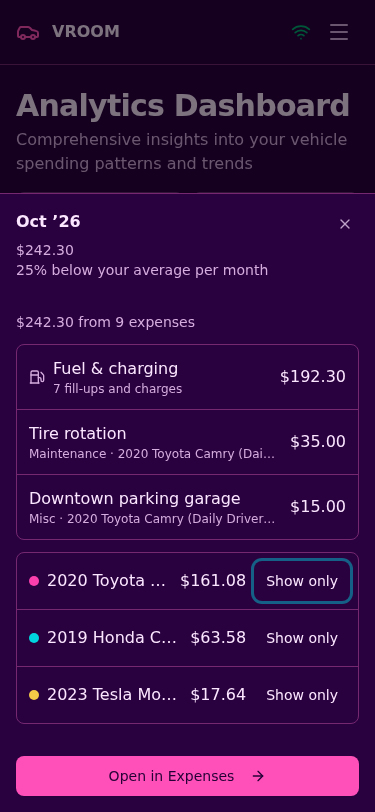 VROOM
Analytics Dashboard
Comprehensive insights into your vehicle
spending patterns and trends
Oct ’26
$242.30
25% below your average per month
$242.30 from 9 expenses
Fuel & charging
$192.30
7 fill-ups and charges
Tire rotation
$35.00
Maintenance · 2020 Toyota Camry (Dai…
Downtown parking garage
$15.00
Misc · 2020 Toyota Camry (Daily Driver…
2020 Toyota … $161.08 Show only
2019 Honda C… $63.58 Show only
2023 Tesla Mo… $17.64 Show only
Open in Expenses